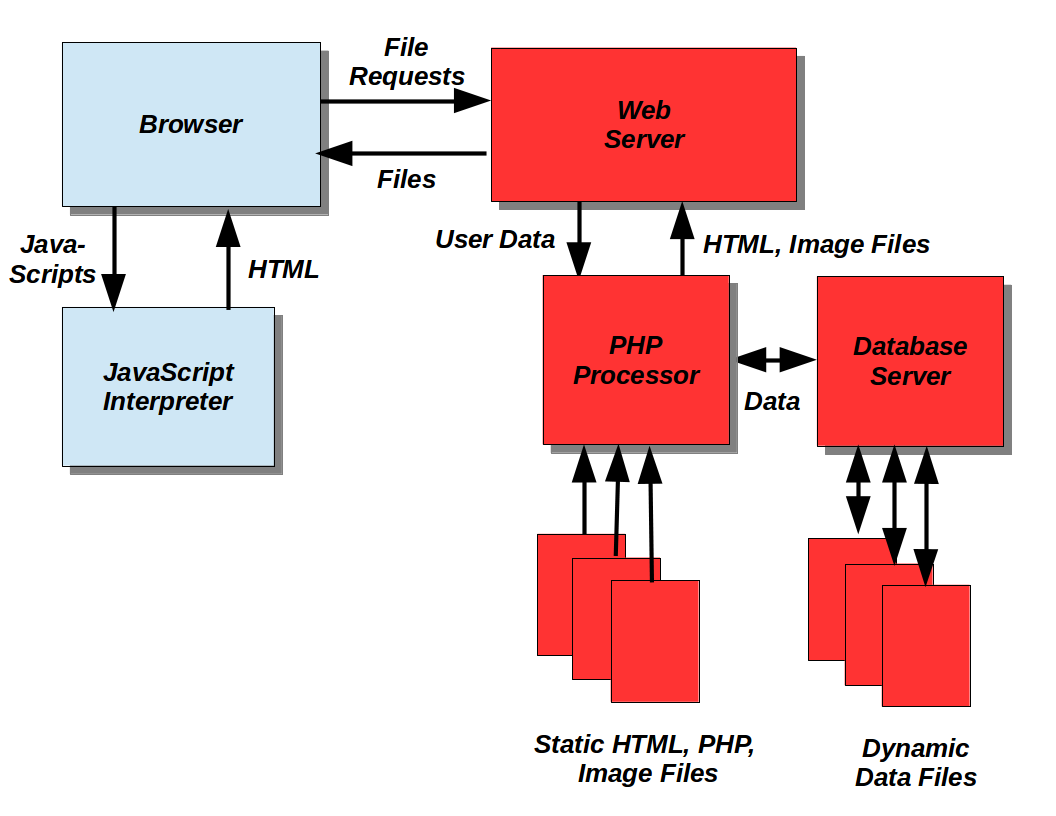 File
Requests
Browser
Web
Server
Files
Java-
Scripts
HTML
User Data
HTML, Image Files
JavaScript
Interpreter
PHP
Processor
Data
Database
Server
Static HTML, PHP,
Image Files
Dynamic
Data Files